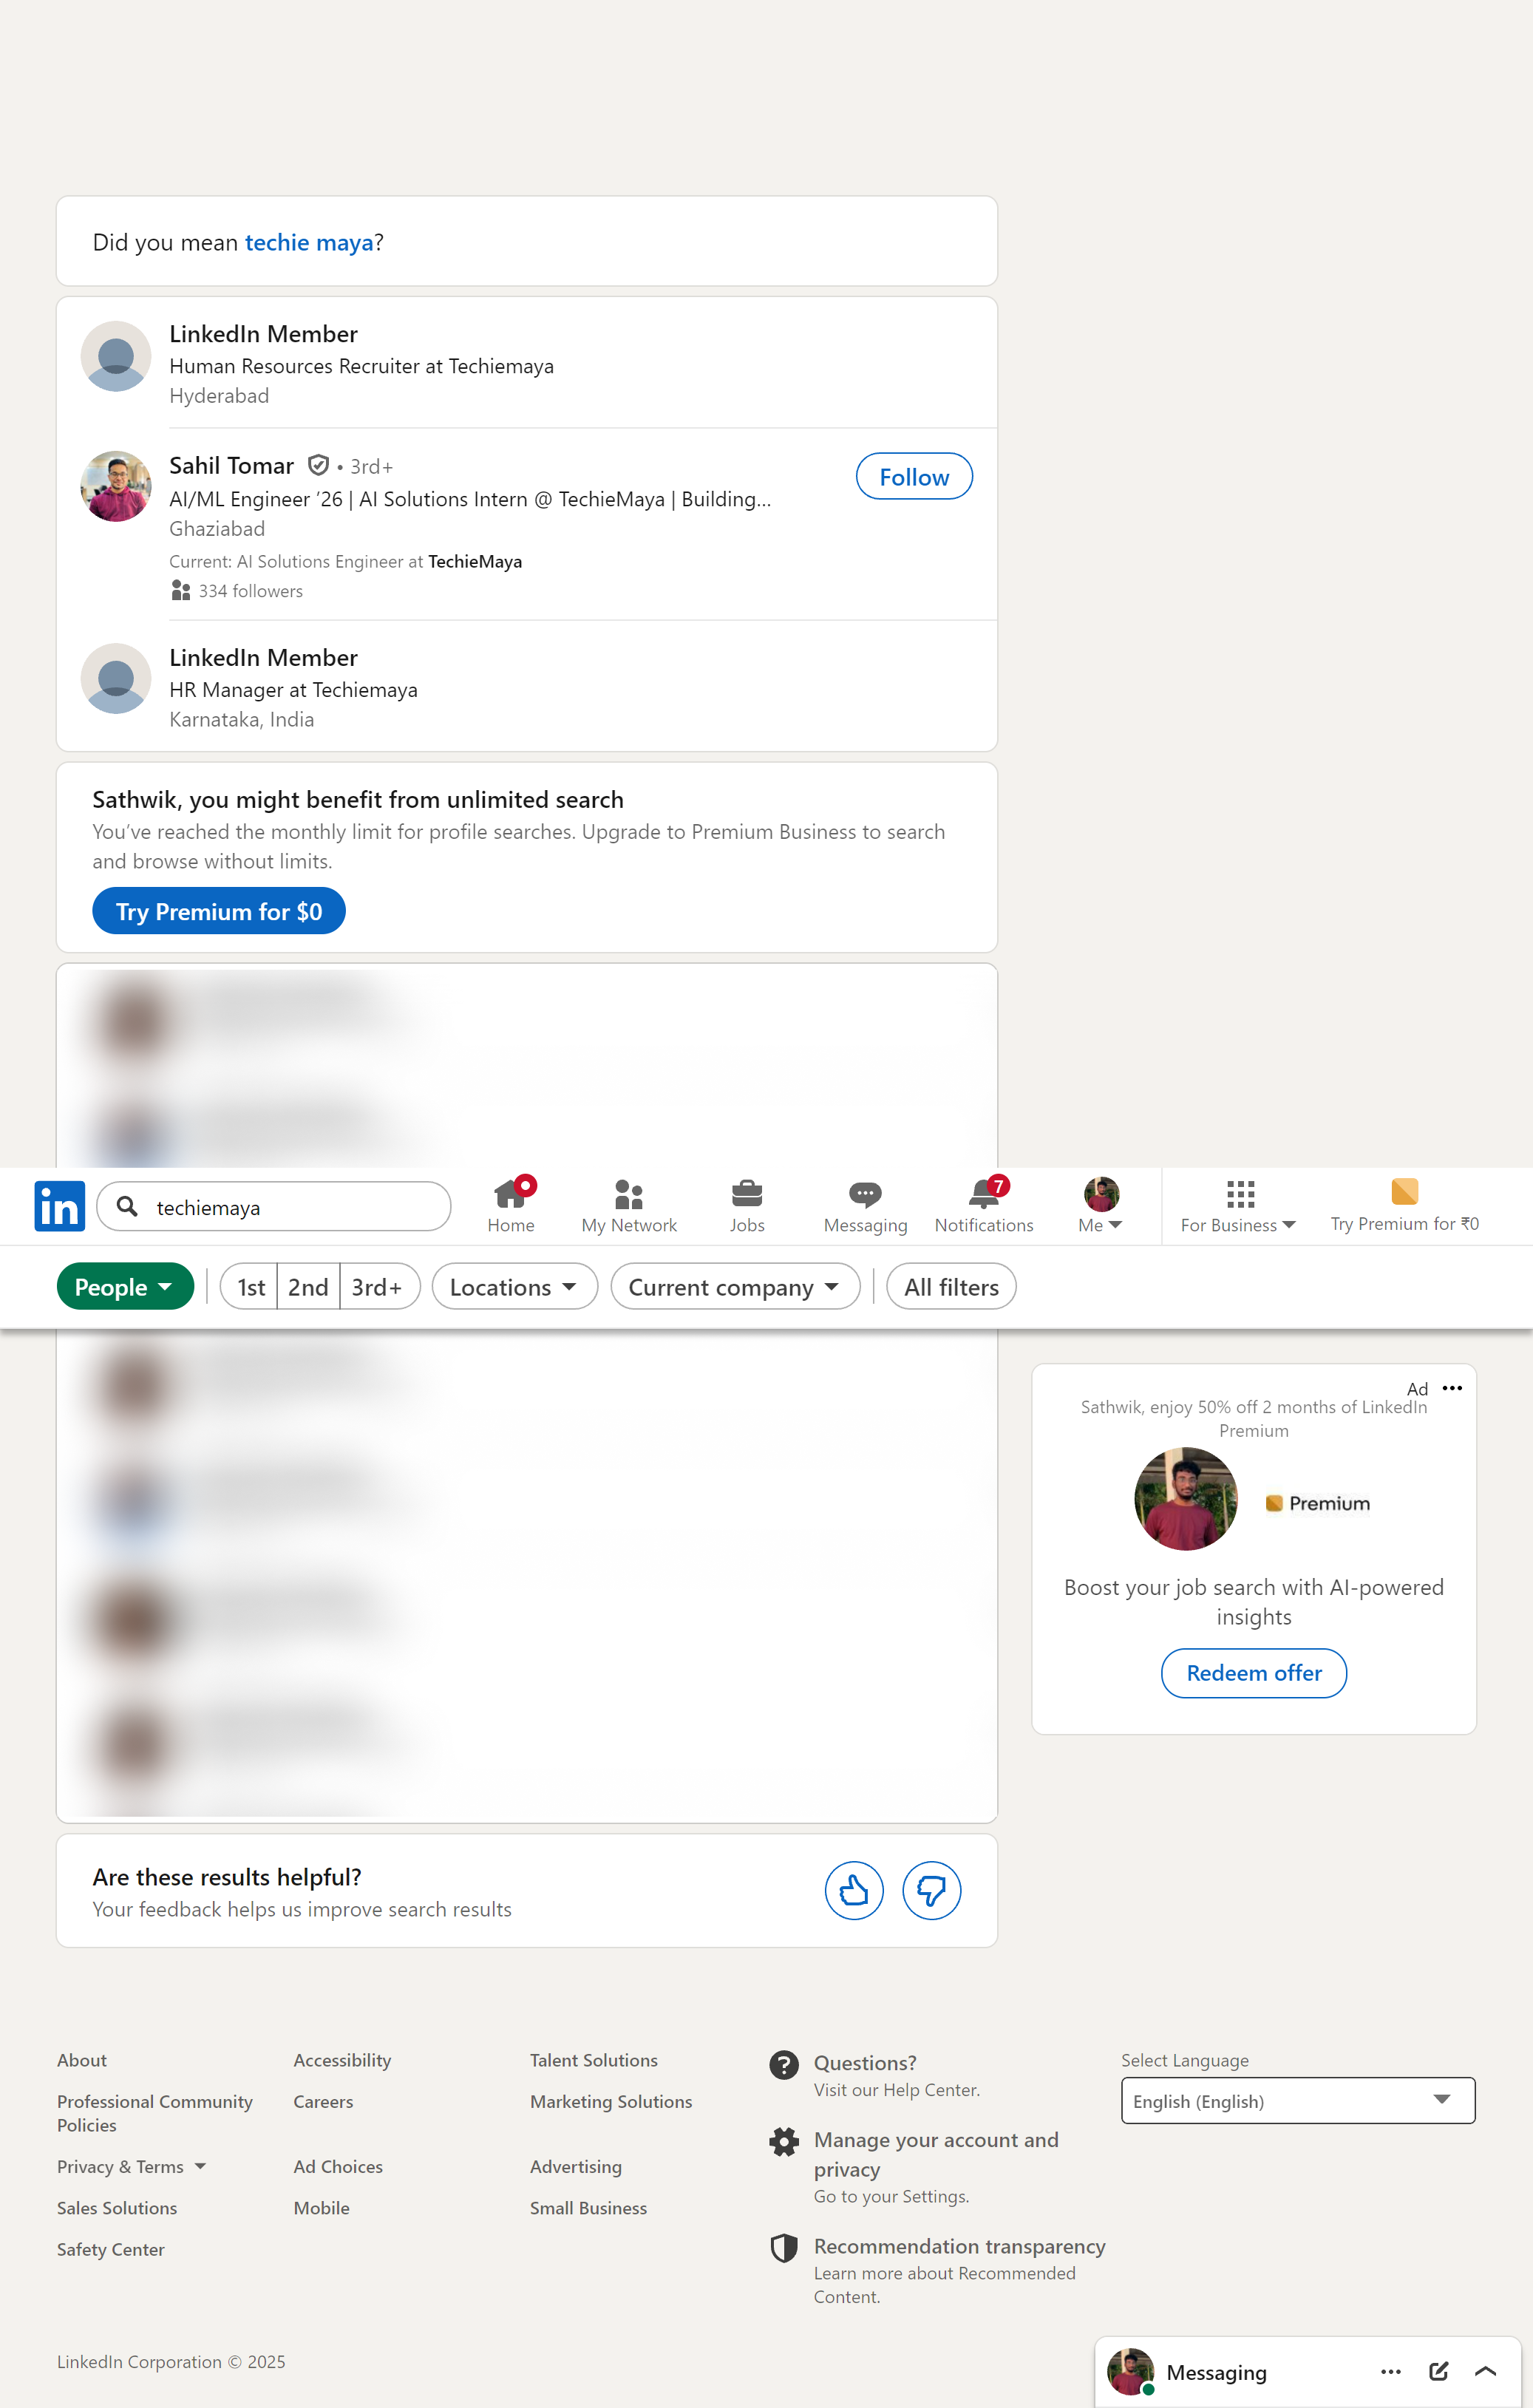 Did you mean techie maya?
LinkedIn Member
Human Resources Recruiter at Techiemaya
Hyderabad
Sahil Tomar • 3rd+
Follow
AI/ML Engineer ’26 | AI Solutions Intern @ TechieMaya | Building...
Ghaziabad
Current: AI Solutions Engineer at TechieMaya
334 followers
LinkedIn Member
HR Manager at Techiemaya
Karnataka, India
Sathwik, you might benefit from unlimited search
You’ve reached the monthly limit for profile searches. Upgrade to Premium Business to search
and browse without limits.
Try Premium for $0
in
techiemaya
Home
My Network
Jobs
Messaging
7
Notifications
Me
For Business
Try Premium for ₹0
People
1st
2nd
3rd+
Locations
Current company
All filters
Ad
Sathwik, enjoy 50% off 2 months of LinkedIn
Premium
Premium
Boost your job search with AI-powered
insights
Redeem offer
Are these results helpful?
Your feedback helps us improve search results
About
Accessibility
Talent Solutions
Professional Community
Policies
Careers
Marketing Solutions
Privacy & Terms
Ad Choices
Advertising
Sales Solutions
Mobile
Small Business
Safety Center
Questions?
Visit our Help Center.
Manage your account and
privacy
Go to your Settings.
Recommendation transparency
Learn more about Recommended
Content.
Select Language
English (English)
LinkedIn Corporation © 2025
Messaging